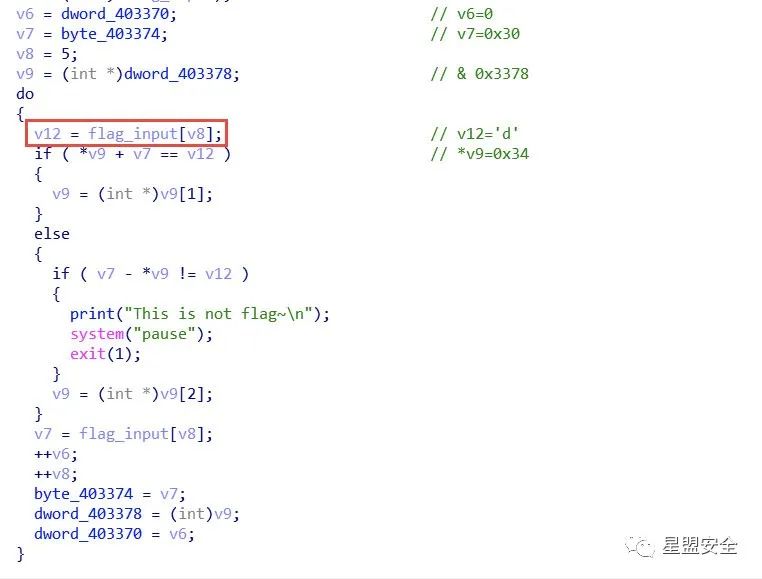 v6 = dword_403370; // v6=0
v7 = byte_403374; // v7=0x30
v8 = 5;
v9 = (int *)dword_403378; // & 0x3378
do
{
v12 = flag_input[v8]; // v12='d'
if ( *v9 + v7 == v12 ) // *v9=0x34
{
v9 = (int *)v9[1];
}
else
{
if ( v7 - *v9 != v12 )
{
print("This is not flag~\n");
system("pause");
exit(1);
}
v9 = (int *)v9[2];
}
v7 = flag_input[v8];
++v6;
++v8;
byte_403374 = v7;
dword_403378 = (int)v9;
dword_403370 = v6;
}
星盟安全